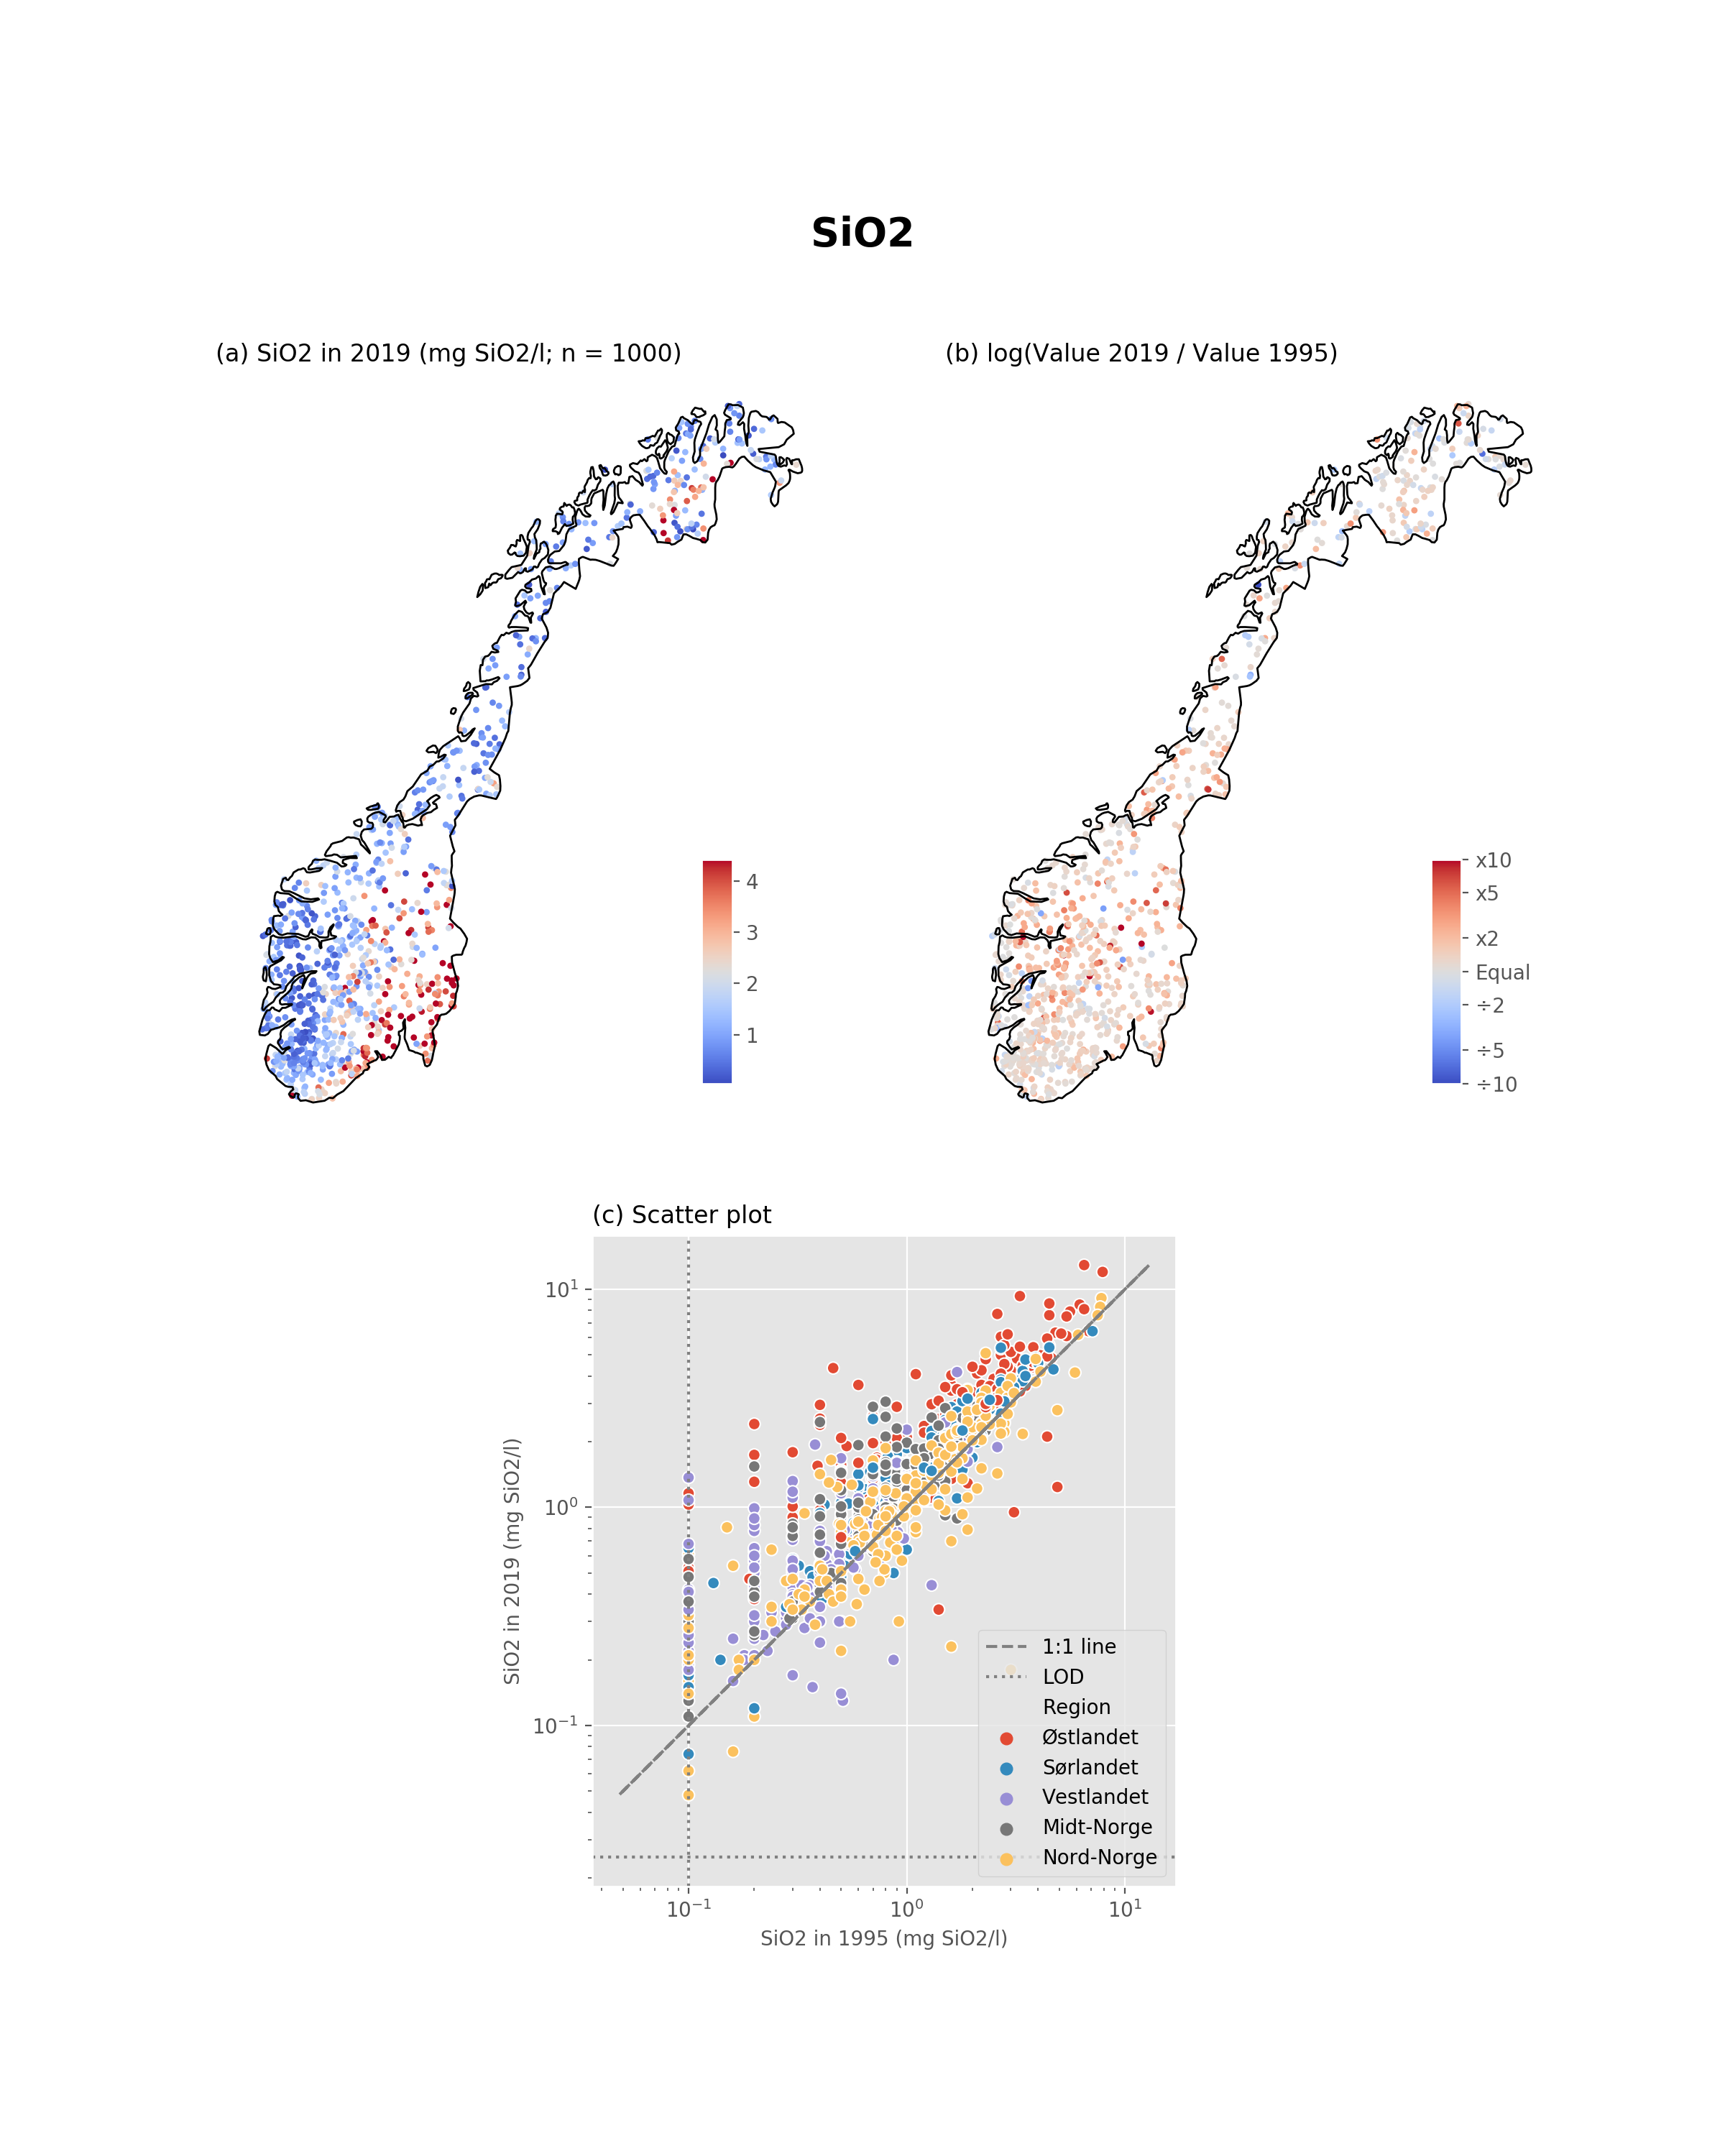 SiO2
(a) SiO2 in 2019 (mg SiO2/l; n = 1000)
(b) log(Value 2019 / Value 1995)
4
3
2
1
x10
x5
x2
Equal
÷2
÷5
÷10
(c) Scatter plot
10¹
10⁰
10⁻¹
SiO2 in 2019 (mg SiO2/l)
1:1 line
LOD
Region
Østlandet
Sørlandet
Vestlandet
Midt-Norge
Nord-Norge
10⁻¹ 10⁰ 10¹
SiO2 in 1995 (mg SiO2/l)